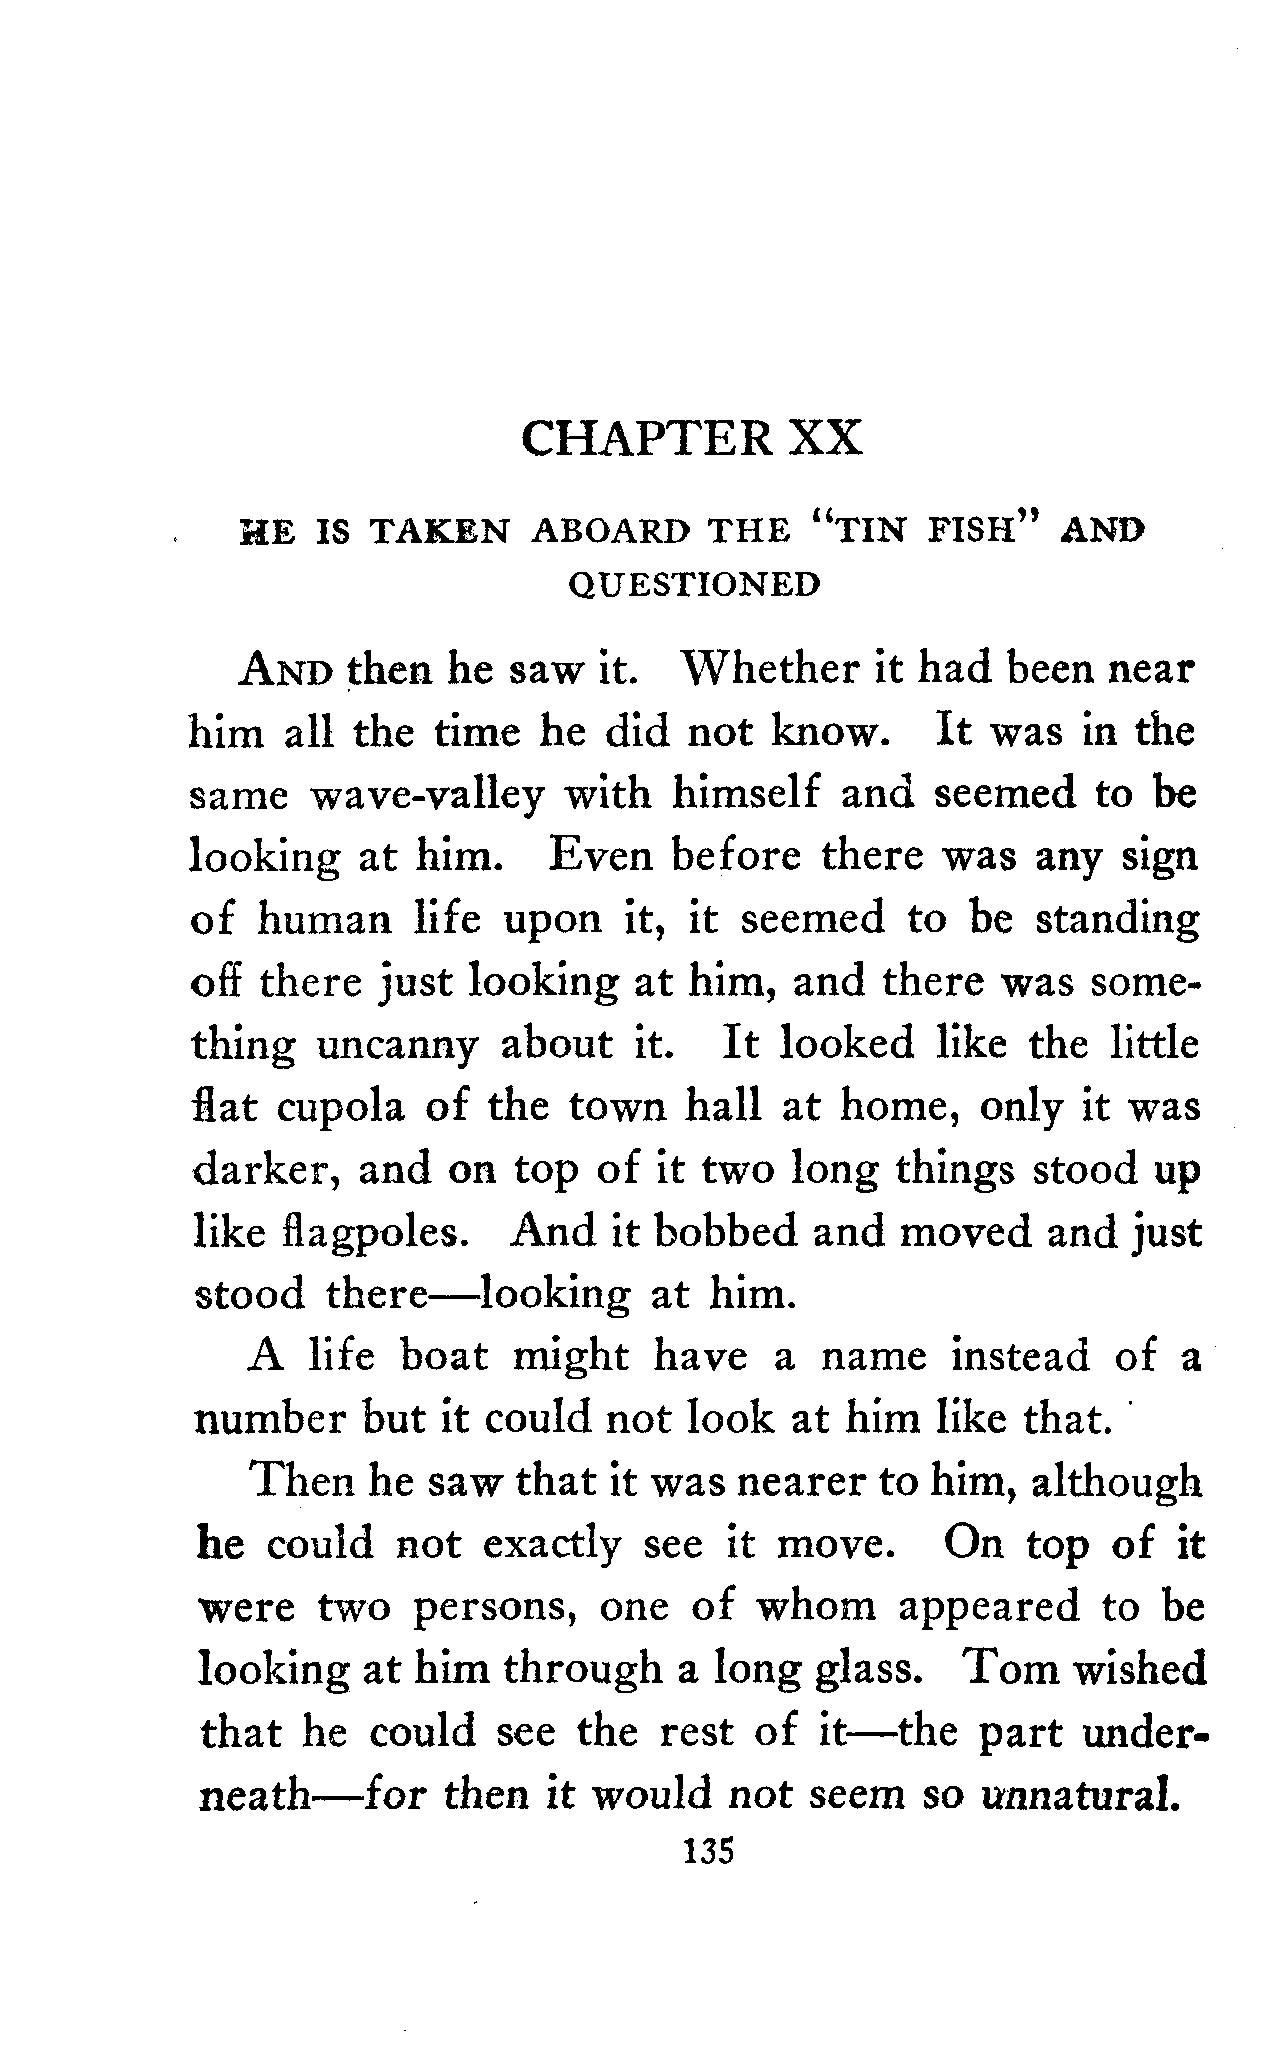 CHAPTER XX
HE IS TAKEN ABOARD THE "TIN FISH" AND
QUESTIONED
AND then he saw it. Whether it had been near
him all the time he did not know. It was in the
same wave-valley with himself and seemed to be
looking at him. Even before there was any sign
of human life upon it, it seemed to be standing
off there just looking at him, and there was some-
thing uncanny about it. It looked like the little
flat cupola of the town hall at home, only it was
darker, and on top of it two long things stood up
like flagpoles. And it bobbed and moved and just
stood there—looking at him.
A life boat might have a name instead of a
number but it could not look at him like that.
Then he saw that it was nearer to him, although
he could not exactly see it move. On top of it
were two persons, one of whom appeared to be
looking at him through a long glass. Tom wished
that he could see the rest of it—the part under-
neath—for then it would not seem so unnatural.
135